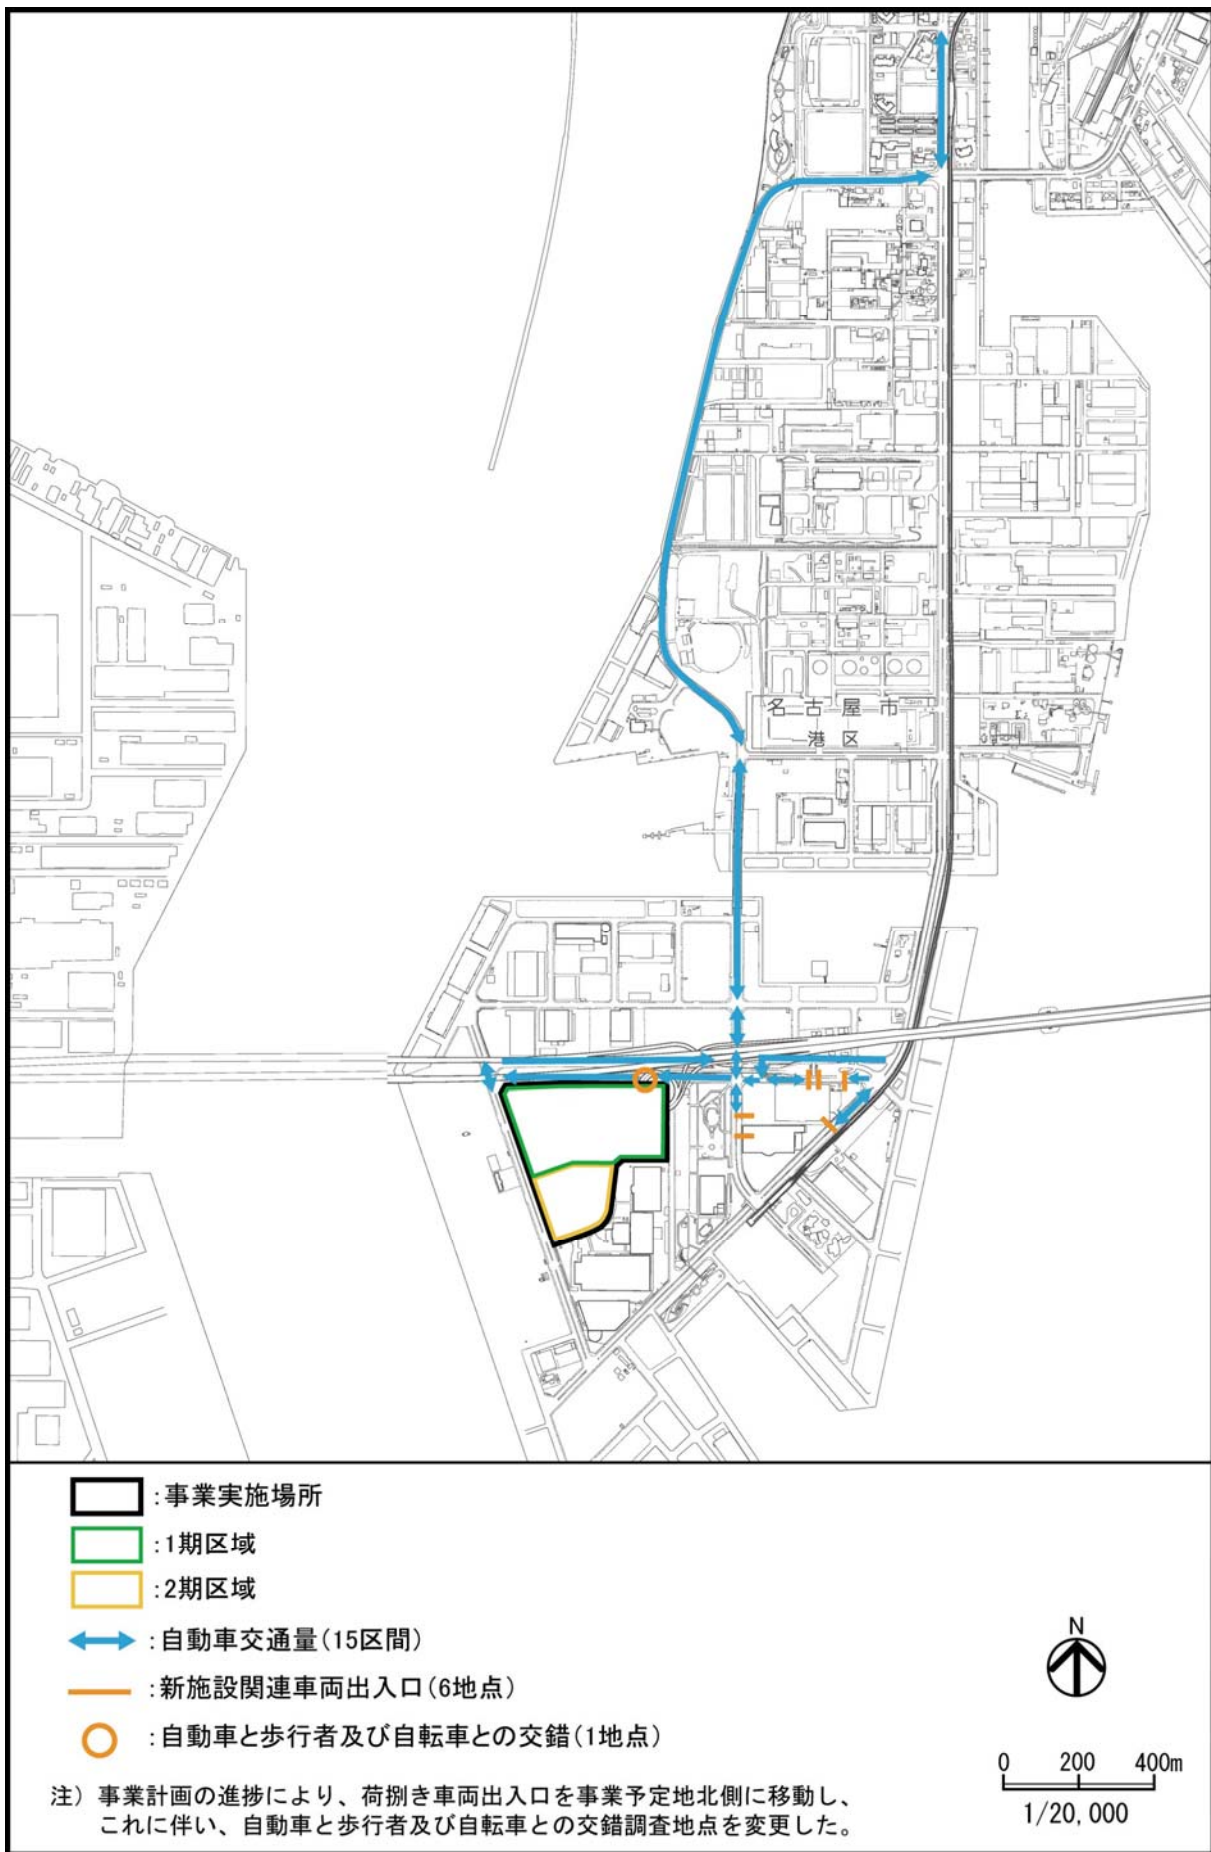 名古屋市
港区
:事業実施場所
:1期区域
:2期区域
:自動車交通量(15区間)
:新施設関連車両出入口(6地点)
:自動車と歩行者及び自転車との交錯(1地点)
N
0 200 400m
1/20,000
注)事業計画の進捗により、荷捌き車両出入口を事業予定地北側に移動し、
これに伴い、自動車と歩行者及び自転車との交錯調査地点を変更した。